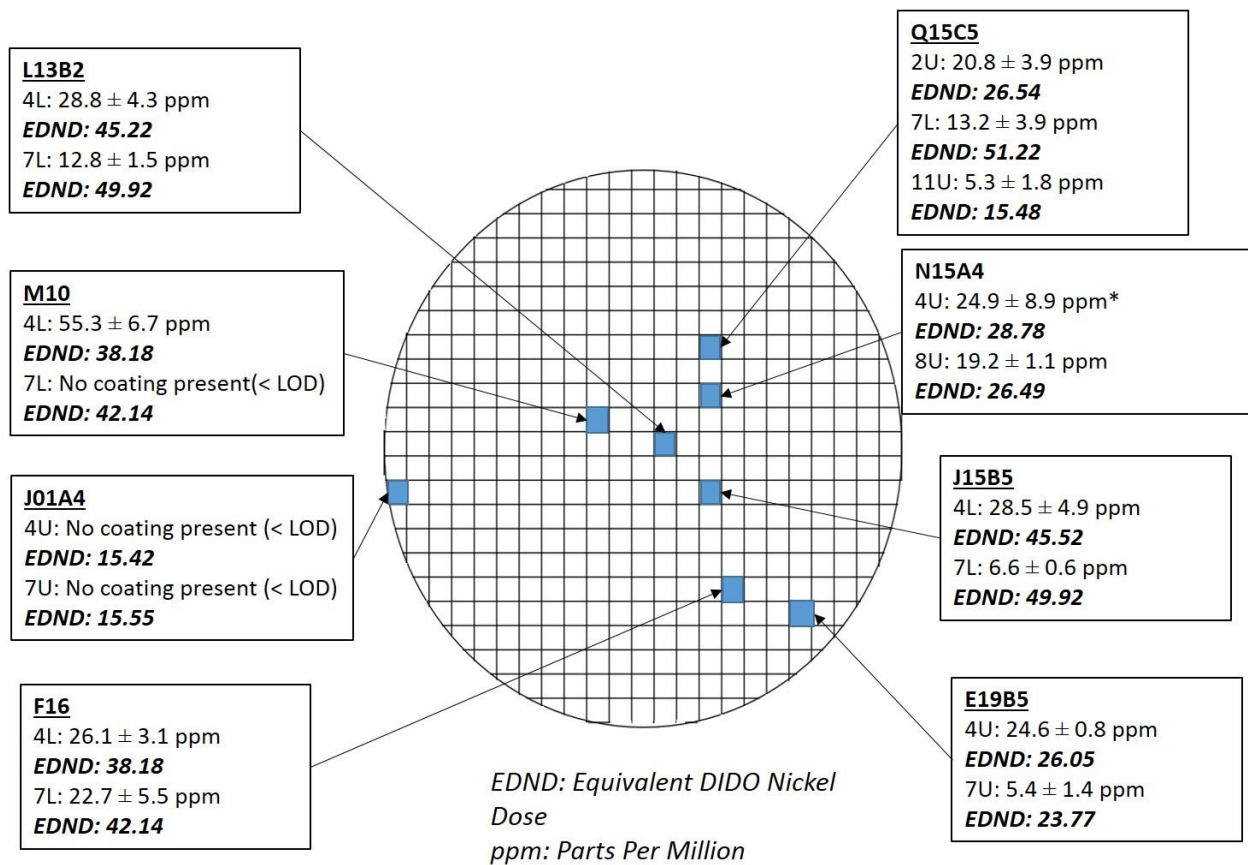 L13B2
4L: 28.8 ± 4.3 ppm
EDND: 45.22
7L: 12.8 ± 1.5 ppm
EDND: 49.92
M10
4L: 55.3 ± 6.7 ppm
EDND: 38.18
7L: No coating present(< LOD)
EDND: 42.14
J01A4
4U: No coating present (< LOD)
EDND: 15.42
7U: No coating present (< LOD)
EDND: 15.55
F16
4L: 26.1 ± 3.1 ppm
EDND: 38.18
7L: 22.7 ± 5.5 ppm
EDND: 42.14
Q15C5
2U: 20.8 ± 3.9 ppm
EDND: 26.54
7L: 13.2 ± 3.9 ppm
EDND: 51.22
11U: 5.3 ± 1.8 ppm
EDND: 15.48
N15A4
4U: 24.9 ± 8.9 ppm*
EDND: 28.78
8U: 19.2 ± 1.1 ppm
EDND: 26.49
J15B5
4L: 28.5 ± 4.9 ppm
EDND: 45.52
7L: 6.6 ± 0.6 ppm
EDND: 49.92
E19B5
4U: 24.6 ± 0.8 ppm
EDND: 26.05
7U: 5.4 ± 1.4 ppm
EDND: 23.77
EDND: Equivalent DIDO Nickel
Dose
ppm: Parts Per Million